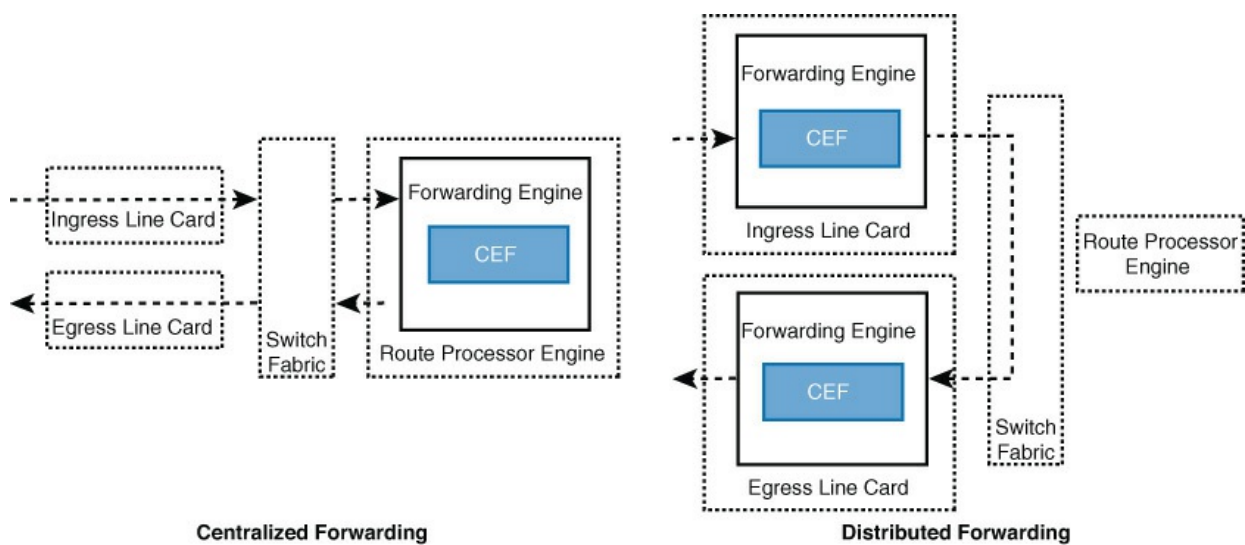 Ingress Line Card
Egress Line Card
Switch
Fabric
Forwarding Engine
CEF
Route Processor Engine
Centralized Forwarding
Forwarding Engine
CEF
Ingress Line Card
Forwarding Engine
CEF
Egress Line Card
Switch
Fabric
Route Processor
Engine
Distributed Forwarding